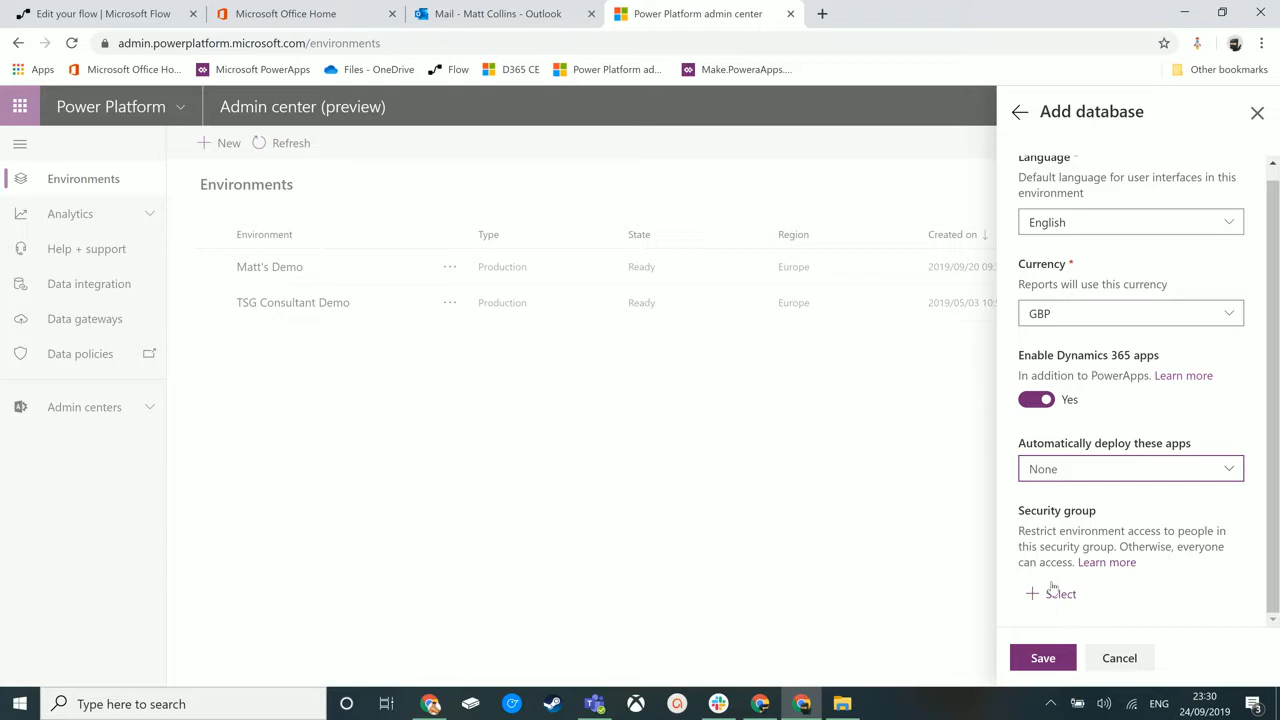 Edit your flow | Microsoft Flow
Microsoft Office Home
Mail - Matt Collins - Outlook
Power Platform admin center
admin.powerplatform.microsoft.com/environments
Apps
Microsoft Office Ho...
Microsoft PowerApps
Files - OneDrive
Flow
D365 CE
Power Platform ad...
Make.PoweraApps....
Other bookmarks
Power Platform
Admin center (preview)
Add database
New
Refresh
Language
Default language for user interfaces in this
environment
English
Currency *
Reports will use this currency
GBP
Enable Dynamics 365 apps
In addition to PowerApps. Learn more
Yes
Automatically deploy these apps
None
Security group
Restrict environment access to people in
this security group. Otherwise, everyone
can access. Learn more
Select
Save
Cancel
Environments
Analytics
Help + support
Data integration
Data gateways
Data policies
Admin centers
Environments
Environment Type State Region Created on
Matt's Demo ... Production Ready Europe 2019/09/20 09:
TSG Consultant Demo ... Production Ready Europe 2019/05/03 10:
Type here to search
ENG
23:30
24/09/2019
3